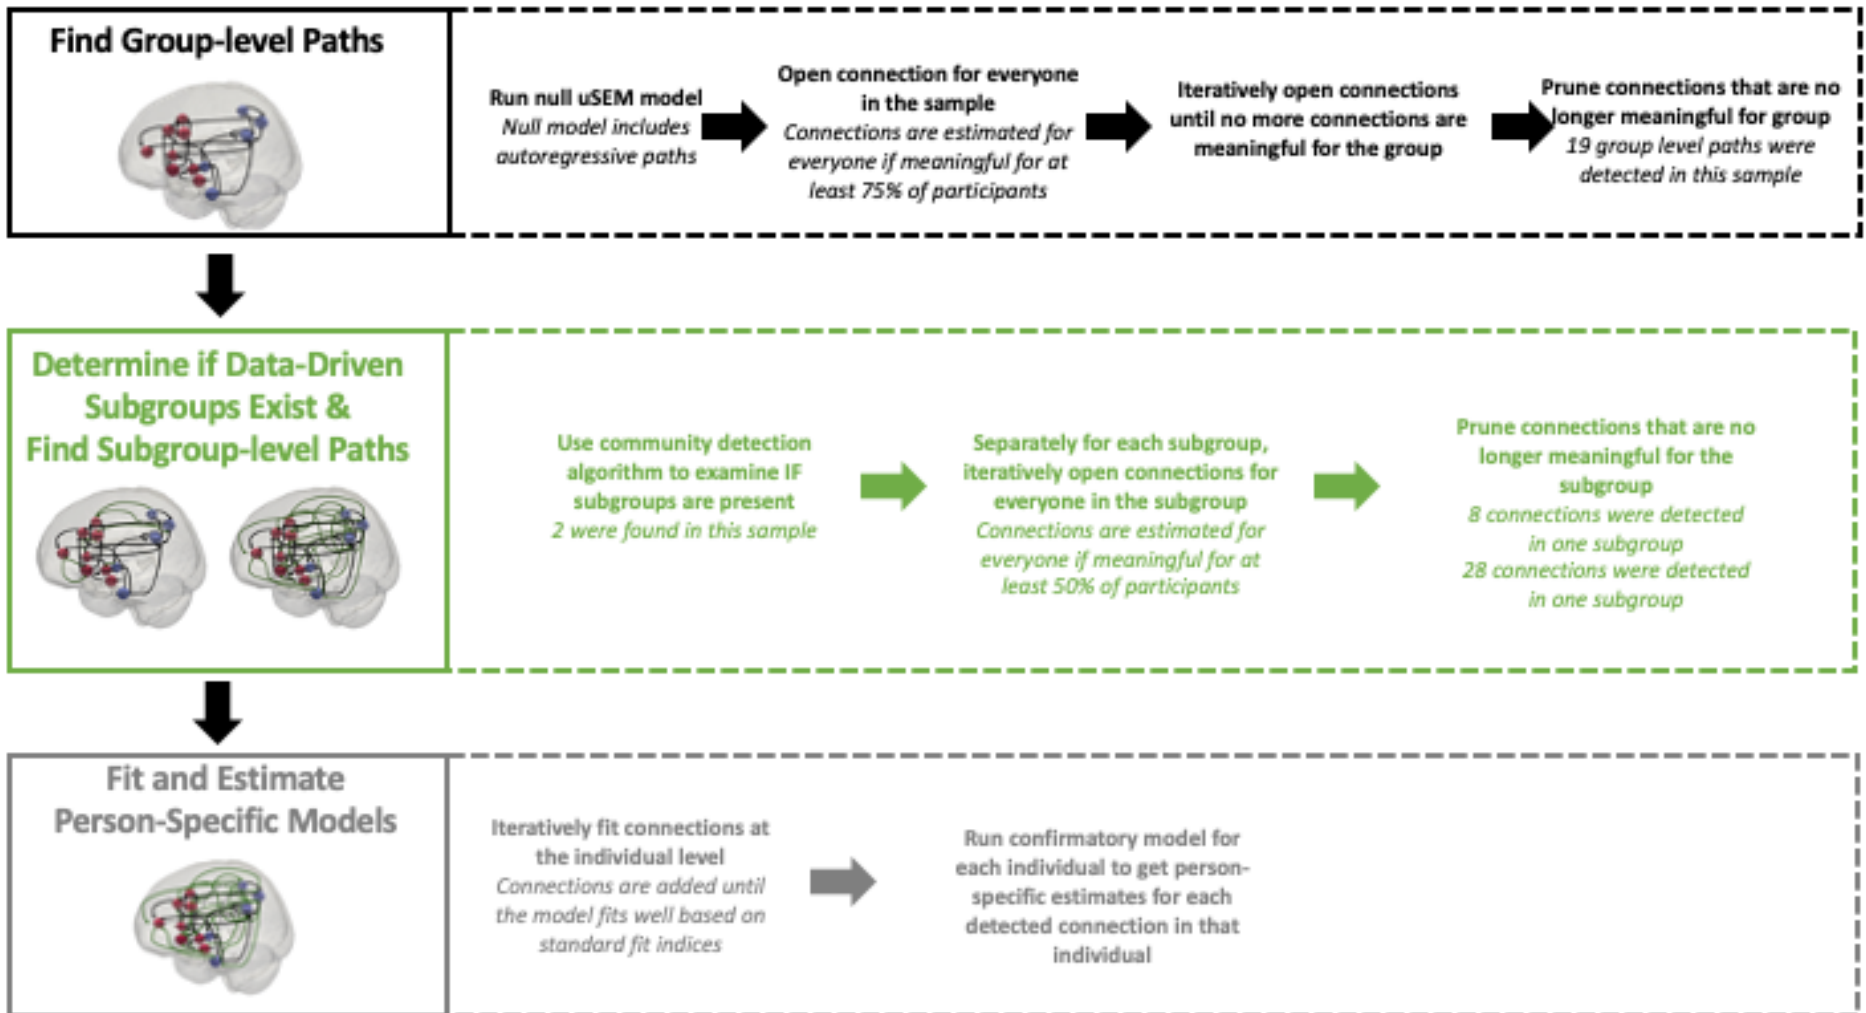 Find Group-level Paths
Run null uSEM model
Null model includes
autoregressive paths
Open connection for everyone
in the sample
Connections are estimated for
everyone if meaningful for at
least 75% of participants
Iteratively open connections
until no more connections are
meaningful for the group
Prune connections that are no
longer meaningful for group
19 group level paths were
detected in this sample
Determine if Data-Driven
Subgroups Exist &
Find Subgroup-level Paths
Use community detection
algorithm to examine IF
subgroups are present
2 were found in this sample
Separately for each subgroup,
iteratively open connections for
everyone in the subgroup
Connections are estimated for
everyone if meaningful for at
least 50% of participants
Prune connections that are no
longer meaningful for the
subgroup
8 connections were detected
in one subgroup
28 connections were detected
in one subgroup
Fit and Estimate
Person-Specific Models
Iteratively fit connections at
the individual level
Connections are added until
the model fits well based on
standard fit indices
Run confirmatory model for
each individual to get person-
specific estimates for each
detected connection in that
individual